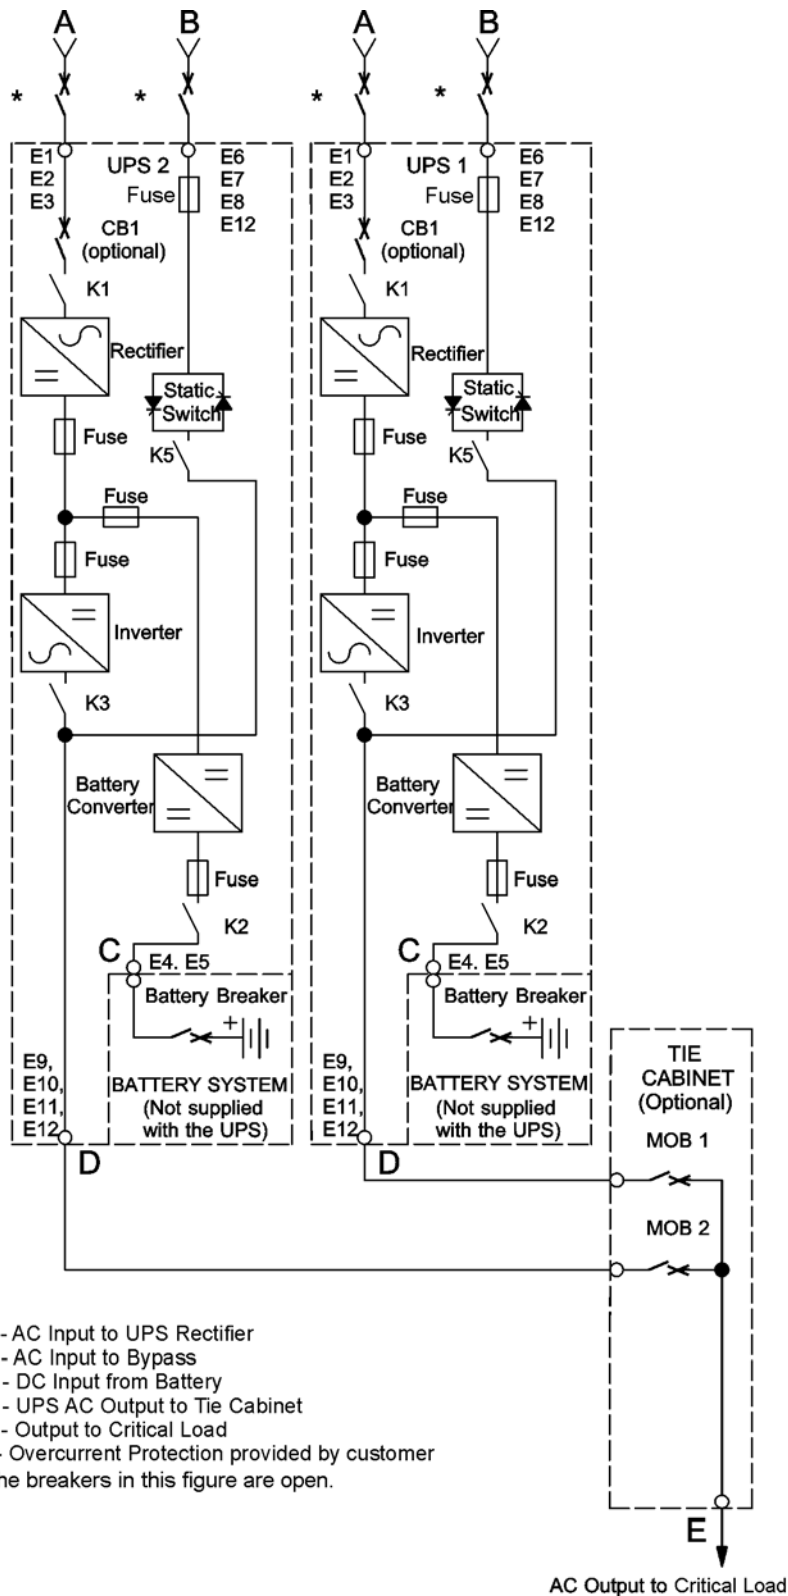 A
B
A
B
*
*
*
*
E1
E2
E3
UPS 2
Fuse
E6
E7
E8
E12
CB1
(optional)
K1
Rectifier
Static
Switch
Fuse
K5
Fuse
Fuse
Inverter
K3
Battery
Converter
Fuse
K2
C
E4. E5
Battery Breaker
+
BATTERY SYSTEM
(Not supplied
with the UPS)
E9,
E10,
E11,
E12
D
E1
E2
E3
UPS 1
Fuse
E6
E7
E8
E12
CB1
(optional)
K1
Rectifier
Static
Switch
Fuse
K5
Fuse
Fuse
Inverter
K3
Battery
Converter
Fuse
K2
C
E4. E5
Battery Breaker
+
BATTERY SYSTEM
(Not supplied
with the UPS)
E9,
E10,
E11,
E12
D
TIE
CABINET
(Optional)
MOB 1
MOB 2
- AC Input to UPS Rectifier
- AC Input to Bypass
- DC Input from Battery
- UPS AC Output to Tie Cabinet
- Output to Critical Load
- Overcurrent Protection provided by customer
breakers in this figure are open.
E
AC Output to Critical Load